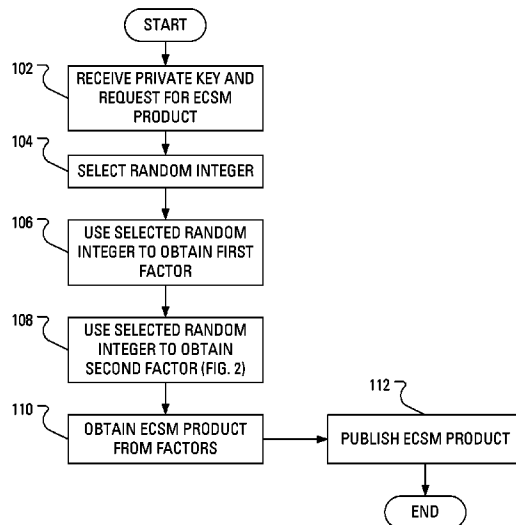 START
102
RECEIVE PRIVATE KEY AND
REQUEST FOR ECSM
PRODUCT
104
SELECT RANDOM INTEGER
106
USE SELECTED RANDOM
INTEGER TO OBTAIN FIRST
FACTOR
108
USE SELECTED RANDOM
INTEGER TO OBTAIN
SECOND FACTOR (FIG. 2)
110
OBTAIN ECSM PRODUCT
FROM FACTORS
112
PUBLISH ECSM PRODUCT
END